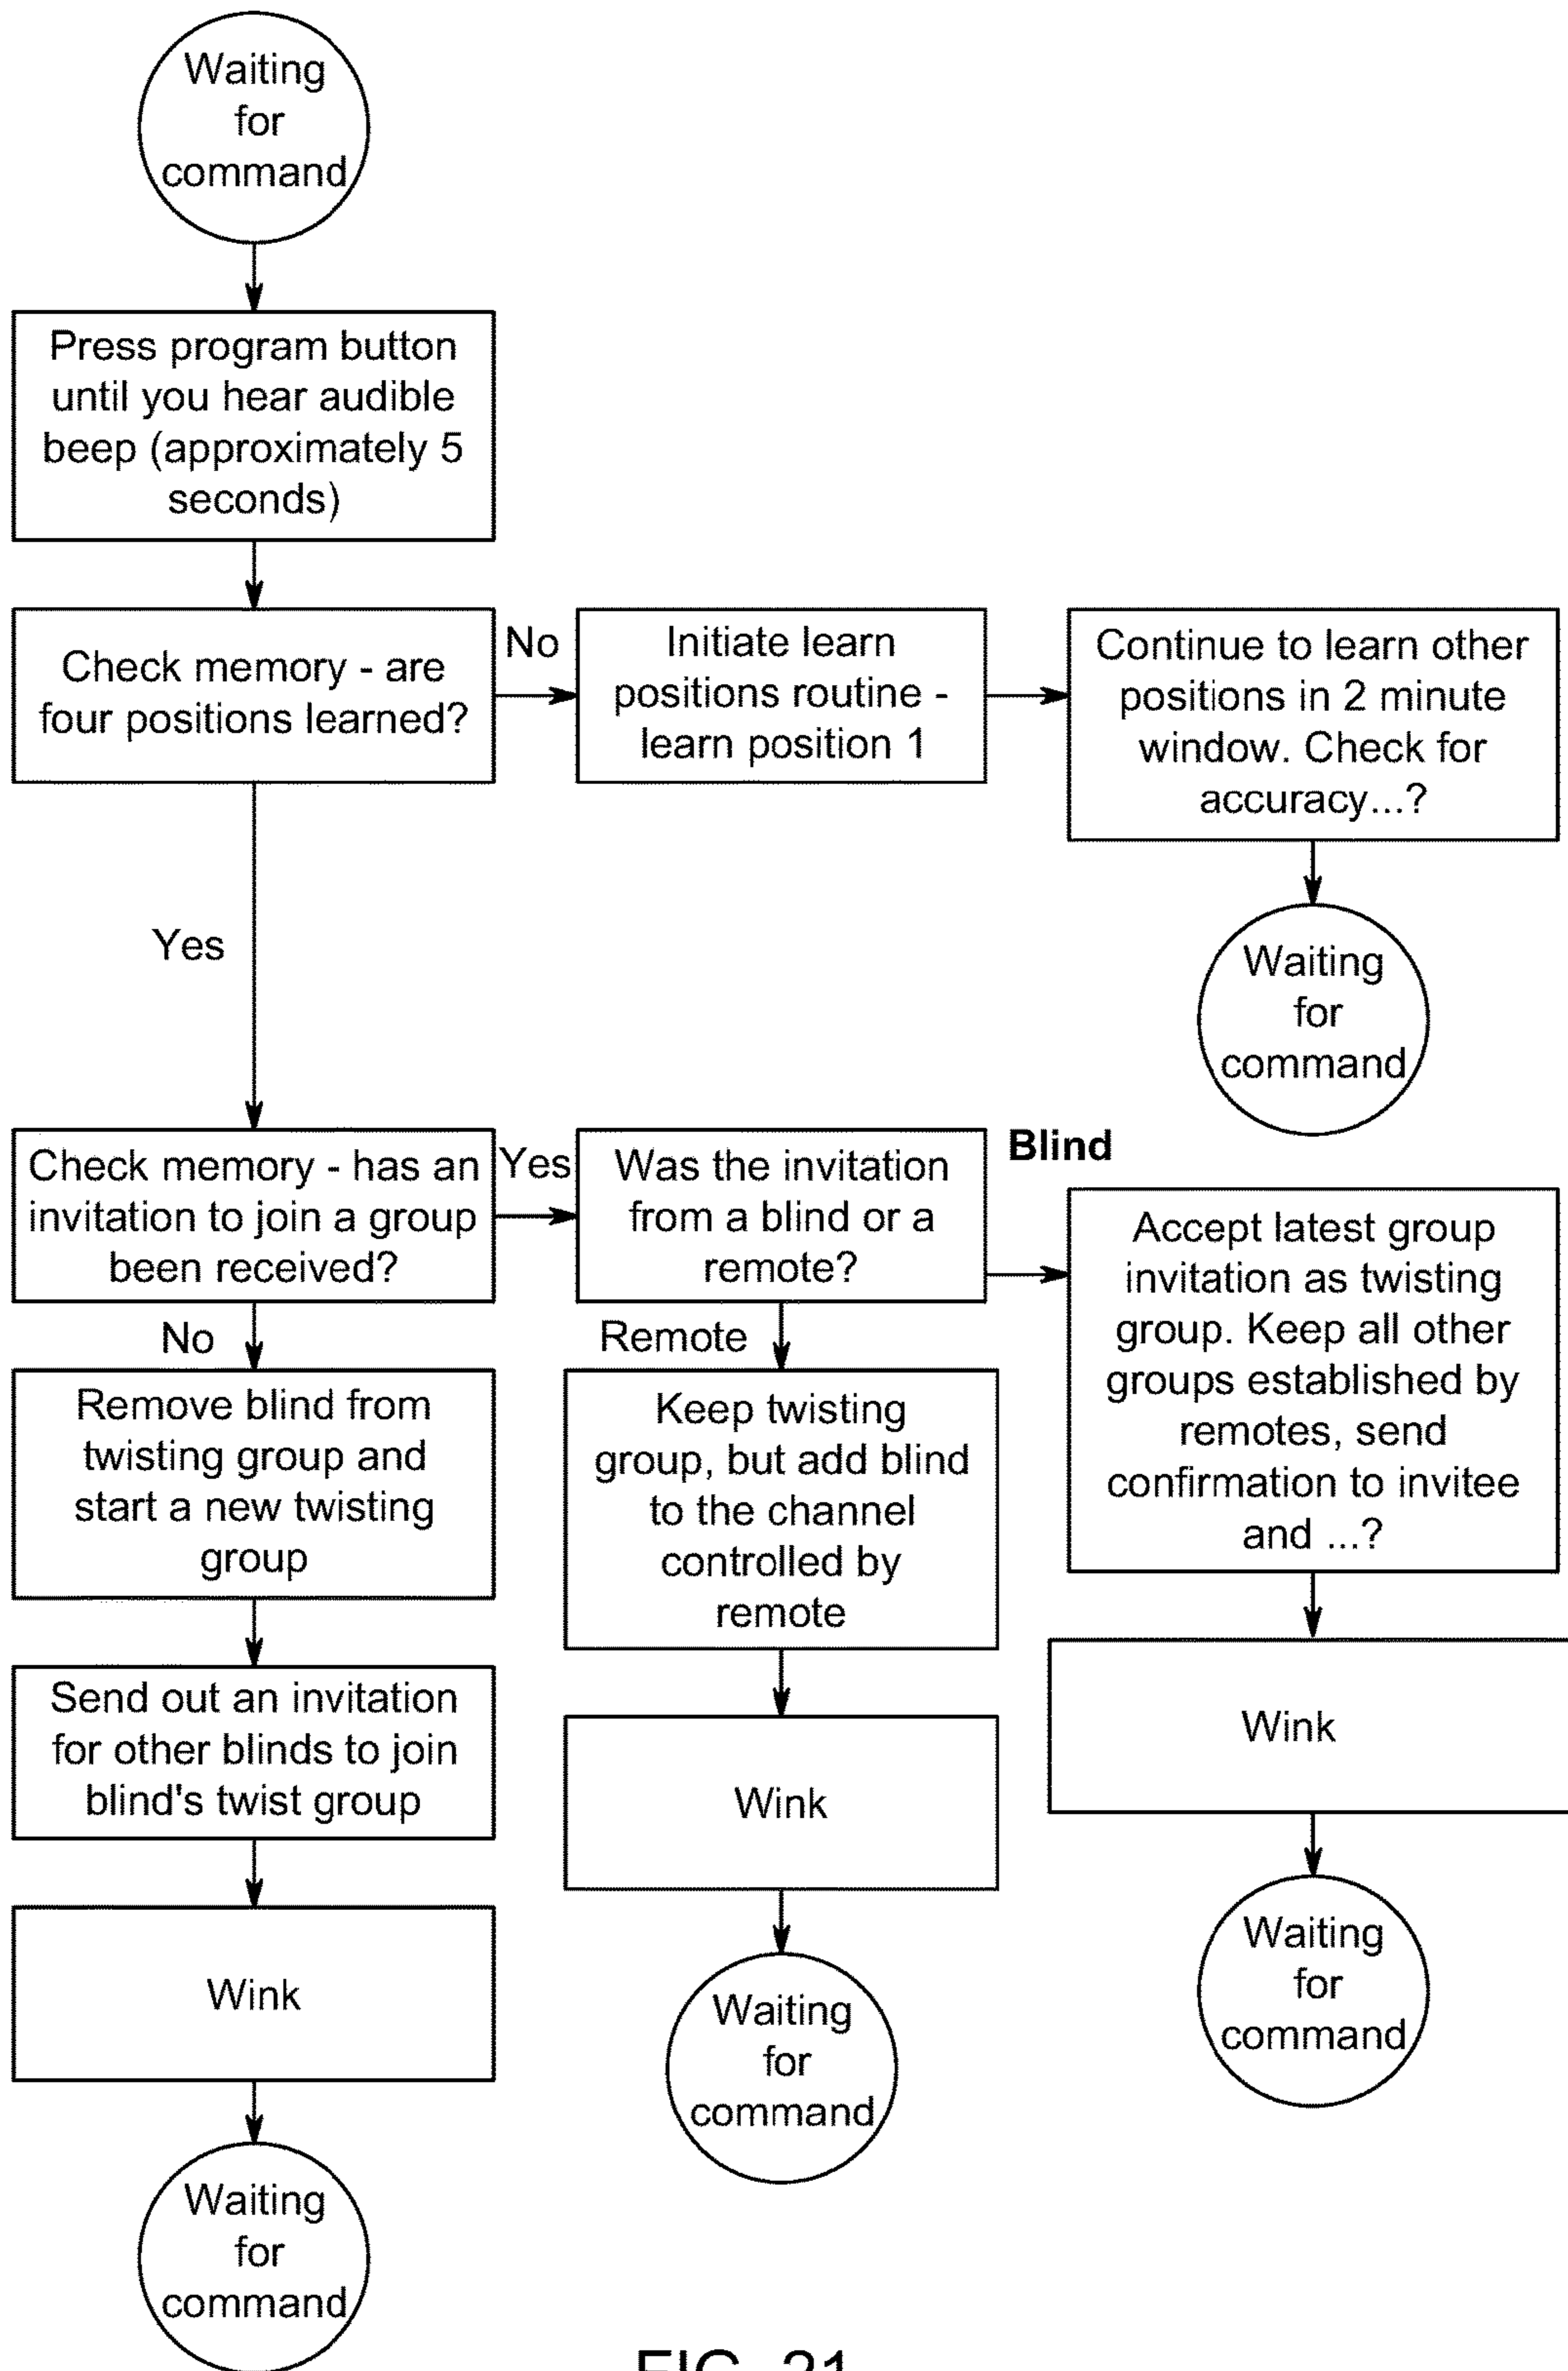 Waiting
for
command
Press program button
until you hear audible
beep (approximately 5
seconds)
Check memory - are
four positions learned?
No
Initiate learn
positions routine -
learn position 1
Continue to learn other
positions in 2 minute
window. Check for
accuracy...?
Waiting
for
command
Yes
Check memory - has an
invitation to join a group
been received?
Yes
Was the invitation
from a blind or a
remote?
Blind
Accept latest group
invitation as twisting
group. Keep all other
groups established by
remotes, send
confirmation to invitee
and ...?
Wink
Waiting
for
command
Remote
Keep twisting
group, but add blind
to the channel
controlled by
remote
Wink
Waiting
for
command
No
Remove blind from
twisting group and
start a new twisting
group
Send out an invitation
for other blinds to join
blind's twist group
Wink
Waiting
for
command
FIG. 21